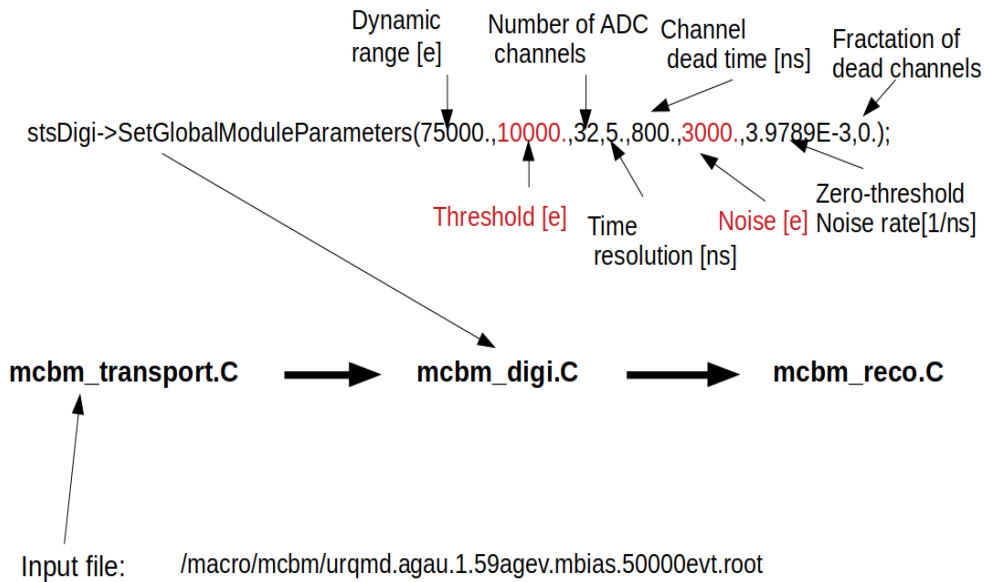 Dynamic
range [e]
Number of ADC
channels
Channel
dead time [ns]
Fractation of
dead channels
stsDigi->SetGlobalModuleParameters(75000.,10000.,32,5.,800.,3000.,3.9789E-3,0.);
Threshold [e]
Time
resolution [ns]
Noise [e]
Zero-threshold
Noise rate[1/ns]
mcbm_transport.C
mcbm_digi.C
mcbm_reco.C
Input file: /macro/mcbm/urqmd.agau.1.59agev.mbias.50000evt.root